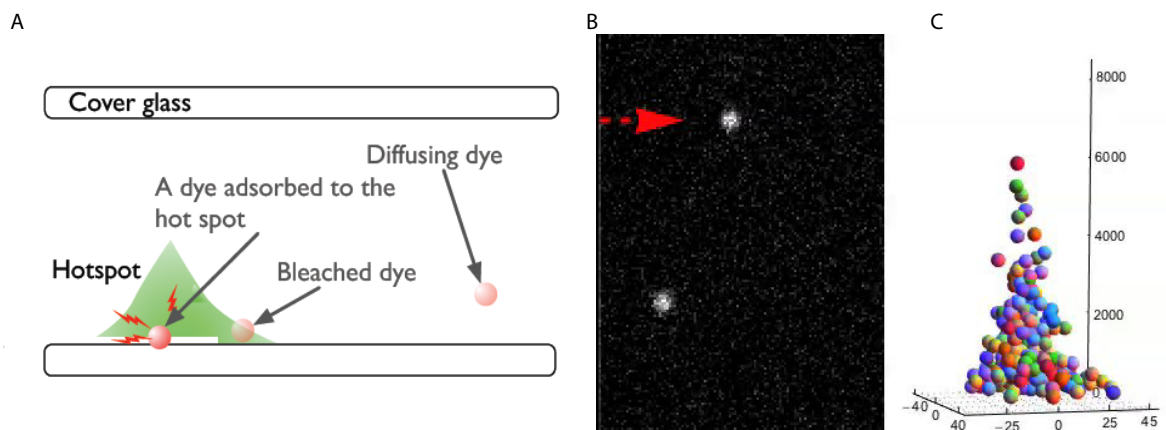 A
B
C
Cover glass
Diffusing dye
A dye adsorbed to the
hot spot
Hotspot
Bleached dye
8000
6000
4000
2000
0
−40
0
40
−25
0
25
45